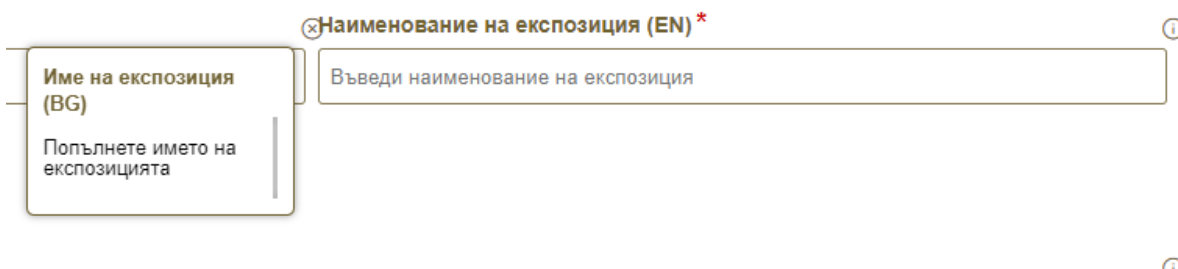 Наименование на експозиция (EN) *
Въведи наименование на експозиция
Име на експозиция
(BG)
Попълнете името на
експозицията